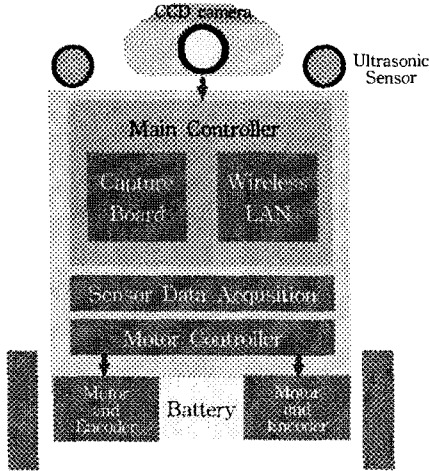 CCD camera
Ultrasonic
Sensor
Main Controller
Capture
Board
Wireless
LAN
Sensor Data Acquisition
Motor Controller
Motor
and
Encoder
Battery
Motor
and
Encoder